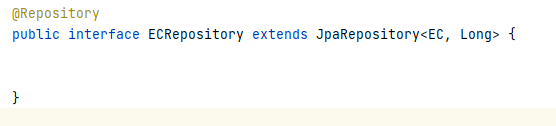 @Repository
public interface ECRepository extends JpaRepository<EC, Long> {
}